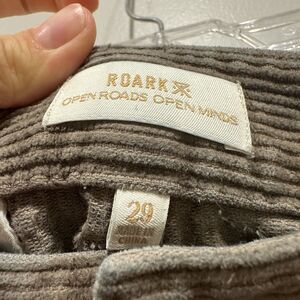 ROARK
OPEN ROADS OPEN MINDS
29
MADE IN
CHINA